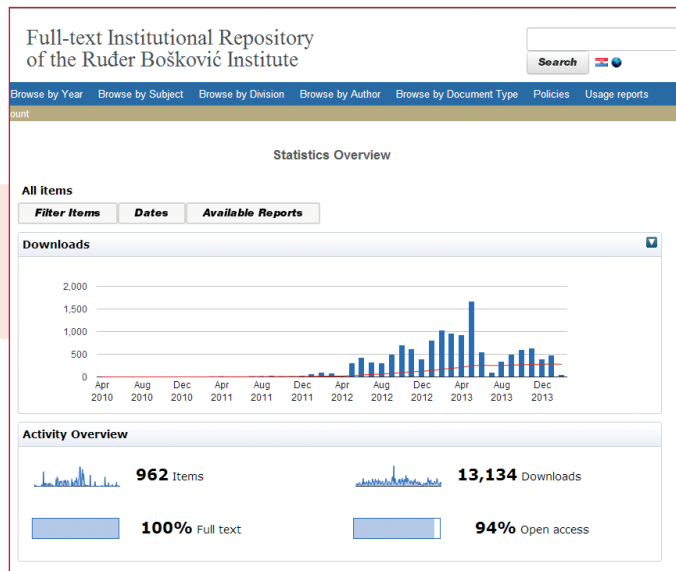 Full-text Institutional Repository
of the Ruđer Bošković Institute
Search
Browse by Year Browse by Subject Browse by Division Browse by Author Browse by Document Type Policies Usage reports
ount
Statistics Overview
All items
Filter Items Dates Available Reports
Downloads
2,000
1,500
1,000
500
0
Apr Aug Dec Apr Aug Dec Apr Aug Dec Apr Aug Dec
2010 2010 2010 2011 2011 2011 2012 2012 2012 2013 2013 2013
Activity Overview
962 Items 13,134 Downloads
100% Full text 94% Open access